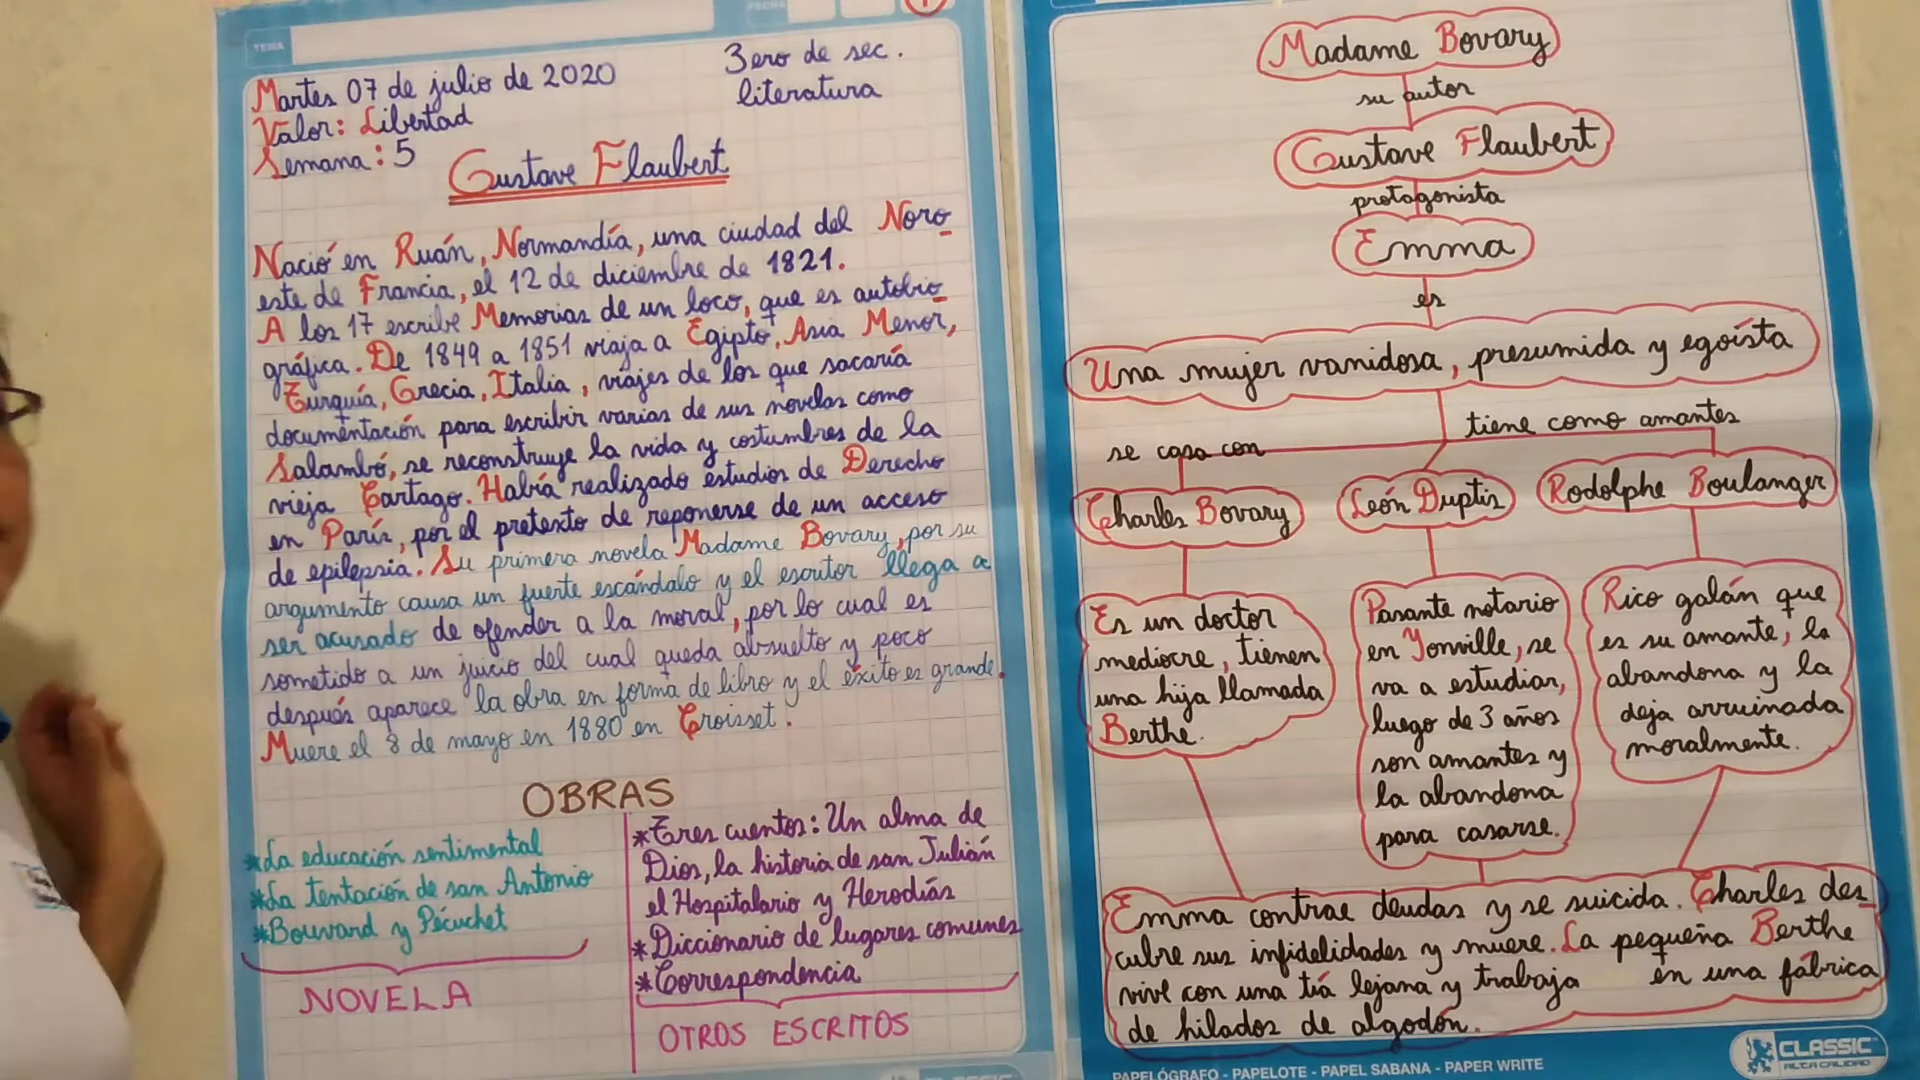 TEMA
FECHA
Martes 07 de julio de 2020
3ero de sec.
Valor: Libertad
literatura
Semana: 5
Gustave Flaubert
Nació en Ruán, Normandía, una ciudad del Noro
este de Francia, el 12 de diciembre de 1821.
A los 17 escribe Memorias de un loco, que es autobio
gráfica. De 1849 a 1851 viaja a Egipto, Asia Menor,
Turquía, Grecia, Italia, viajes de los que sacaría
documentación para escribir varias de sus novelas como
Salambó, se reconstruye la vida y costumbres de la
vieja Cartago. Había realizado estudios de Derecho
en París, por el pretexto de reponerse de un acceso
de epilepsia. Su primera novela Madame Bovary, por su
argumento causa un fuerte escándalo y el escritor llega a
ser acusado de ofender a la moral, por lo cual es
sometido a un juicio del cual queda absuelto y poco
después aparece la obra en forma de libro y el éxito es grande.
Muere el 8 de mayo en 1880 en Croisset.
OBRAS
*La educación sentimental
*La tentación de san Antonio
*Bouvard y Pécuchet
NOVELA
*Tres cuentos: Un alma de
Dios, la historia de san Julián
el Hospitalario y Herodías
*Diccionario de lugares comunes
*Correspondencia
OTROS ESCRITOS
CLASSIC
Madame Bovary
su autor
Gustave Flaubert
protagonista
Emma
es
Una mujer vanidosa, presumida y egoísta
tiene como amantes
se casa con
Charles Bovary
León Duptis
Rodolphe Boulanger
Es un doctor
mediocre, tienen
una hija llamada
Berthe.
Pasante notario
en Yonville, se
va a estudiar,
luego de 3 años
son amantes y
la abandona
para casarse.
Rico galán que
es su amante, la
abandona y la
deja arruinada
moralmente.
Emma contrae deudas y se suicida. Charles des
cubre sus infidelidades y muere. La pequeña Berthe
vive con una tía lejana y trabaja en una fábrica
de hilados de algodón.
CLASSIC
ALTA CALIDAD
PAPELÓGRAFO - PAPELOTE - PAPEL SABANA - PAPER WRITE